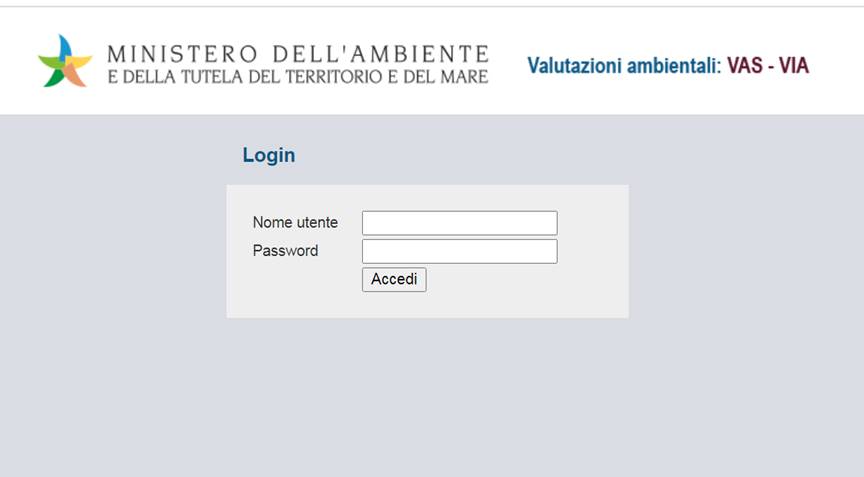 MINISTERO DELL'AMBIENTE
E DELLA TUTELA DEL TERRITORIO E DEL MARE
Valutazioni ambientali: VAS - VIA
Login
Nome utente
Password
Accedi